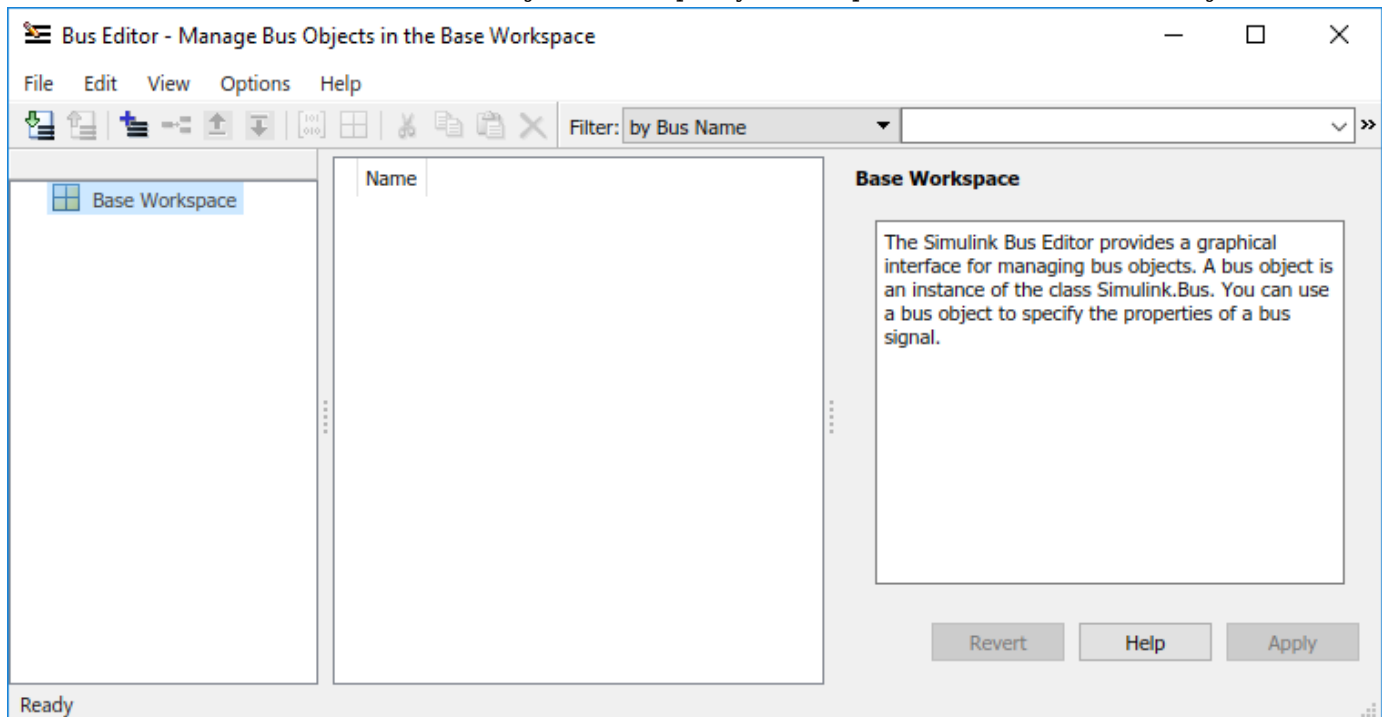 Bus Editor - Manage Bus Objects in the Base Workspace
File Edit View Options Help
Filter: by Bus Name
Base Workspace
Name
Base Workspace
The Simulink Bus Editor provides a graphical
interface for managing bus objects. A bus object is
an instance of the class Simulink.Bus. You can use
a bus object to specify the properties of a bus
signal.
Revert Help Apply
Ready